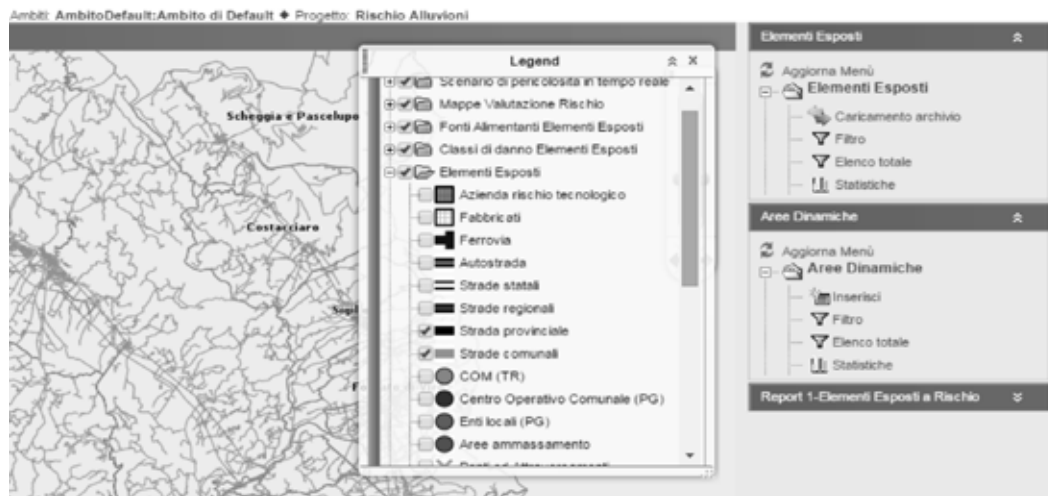 Ambiti: AmbitoDefault:Ambito di Default ◆ Progetto: Rischio Alluvioni
Scheggia e Pascelupo
Costacciaro
Legend
Scenario di pericolosità in tempo reale
Mappe Valutazione Rischio
Fonti Alimentanti Elementi Esposti
Classi di danno Elementi Esposti
Elementi Esposti
Azienda rischio tecnologico
Fabbricati
Ferrovia
Autostrada
Strade statali
Strade regionali
Strada provinciale
Strade comunali
COM (TR)
Centro Operativo Comunale (PG)
Enti locali (PG)
Aree ammassamento
Elementi Esposti
Aggiorna Menù
Elementi Esposti
Caricamento archivio
Filtro
Elenco totale
Statistiche
Aree Dinamiche
Aggiorna Menù
Aree Dinamiche
Inserisci
Filtro
Elenco totale
Statistiche
Report 1-Elementi Esposti a Rischio